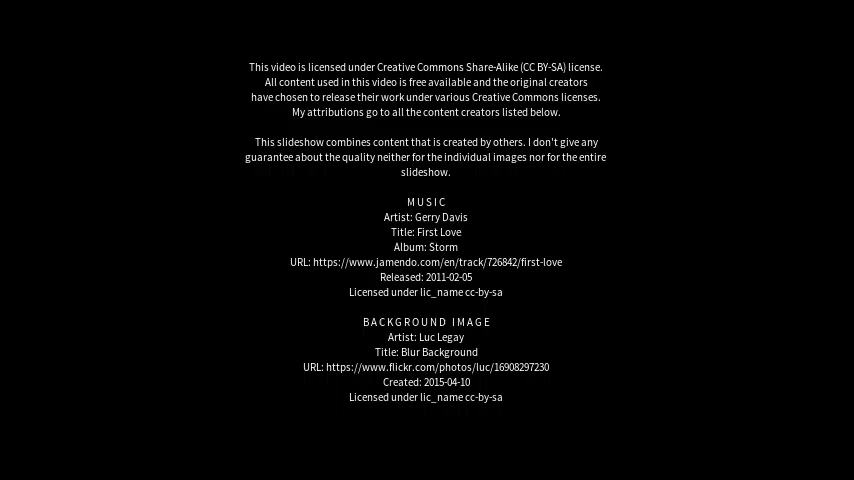 This video is licensed under Creative Commons Share-Alike (CC BY-SA) license.
All content used in this video is free available and the original creators
have chosen to release their work under various Creative Commons licenses.
My attributions go to all the content creators listed below.
This slideshow combines content that is created by others. I don't give any
guarantee about the quality neither for the individual images nor for the entire
slideshow.
MUSIC
Artist: Gerry Davis
Title: First Love
Album: Storm
URL: https://www.jamendo.com/en/track/726842/first-love
Released: 2011-02-05
Licensed under lic_name cc-by-sa
BACKGROUND IMAGE
Artist: Luc Legay
Title: Blur Background
URL: https://www.flickr.com/photos/luc/16908297230
Created: 2015-04-10
Licensed under lic_name cc-by-sa